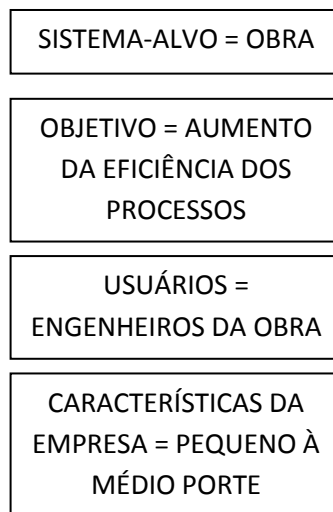 SISTEMA-ALVO = OBRA
OBJETIVO = AUMENTO
DA EFICIÊNCIA DOS
PROCESSOS
USUÁRIOS =
ENGENHEIROS DA OBRA
CARACTERÍSTICAS DA
EMPRESA = PEQUENO À
MÉDIO PORTE